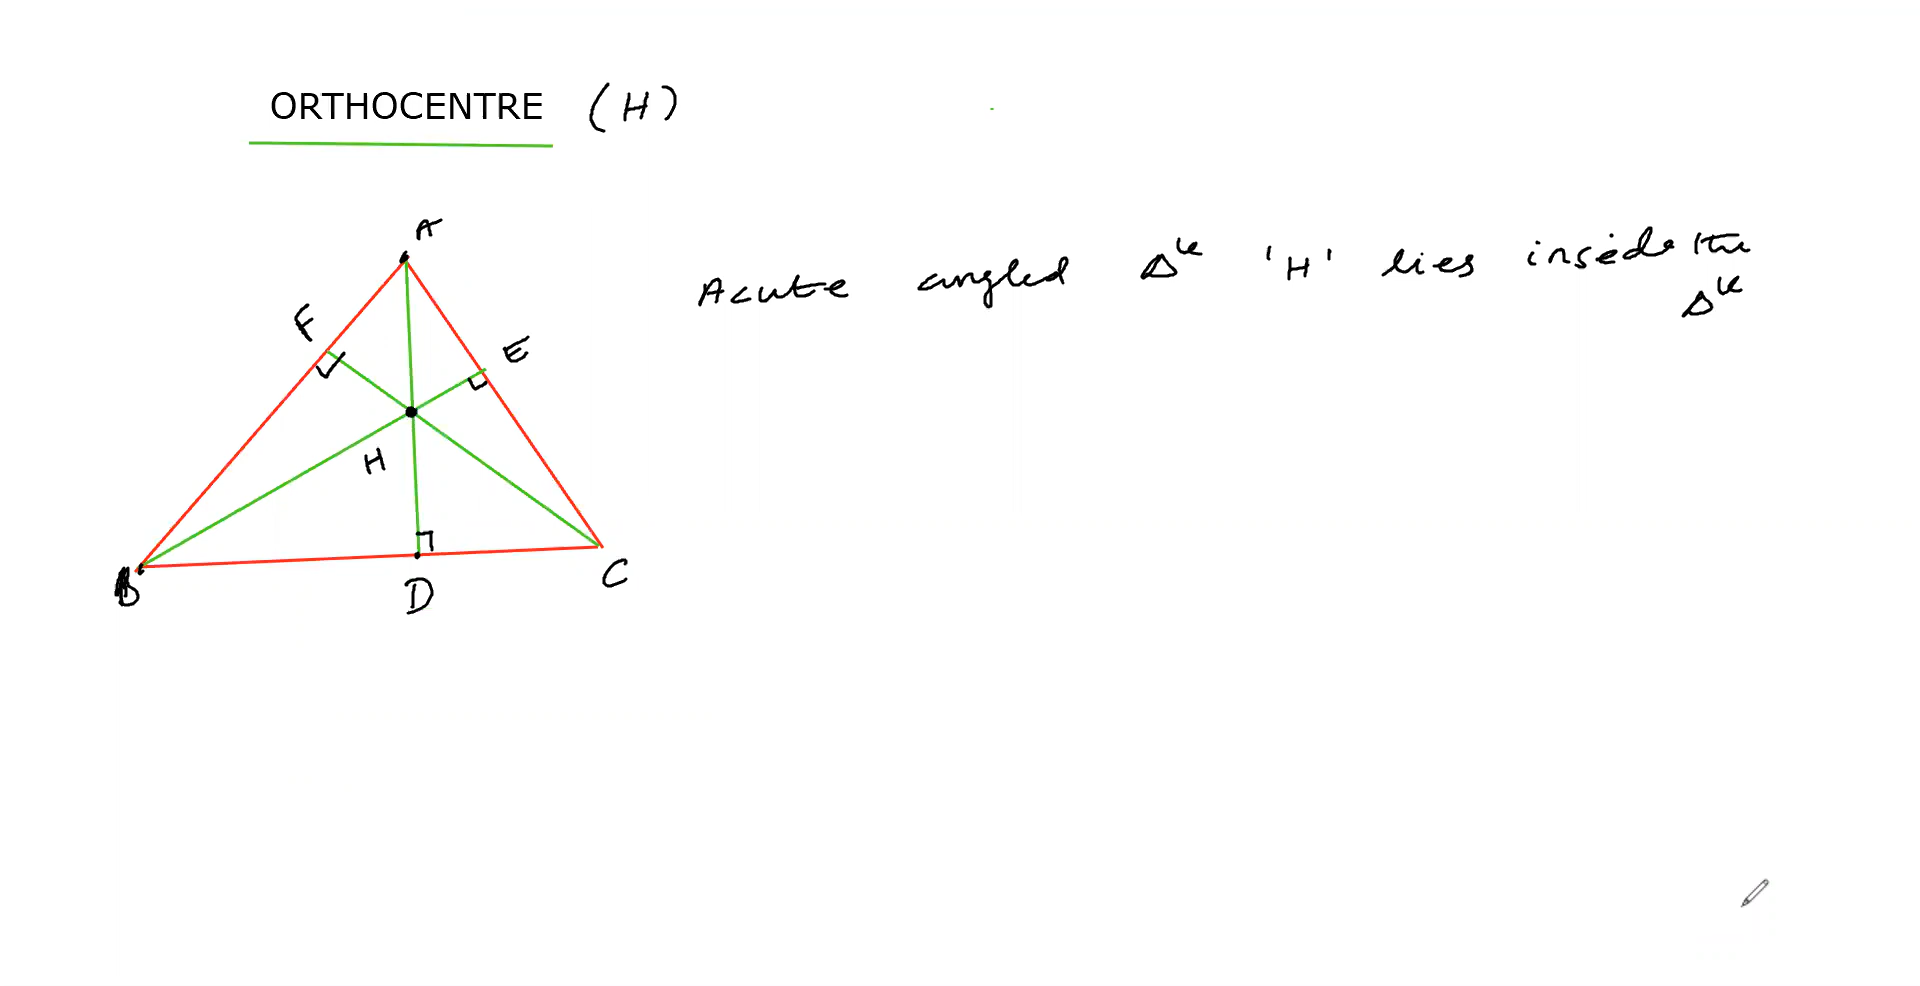 ORTHOCENTRE (H)
A
Acute angled Δle 'H' lies inside the
Δle
F
E
H
B
D
C